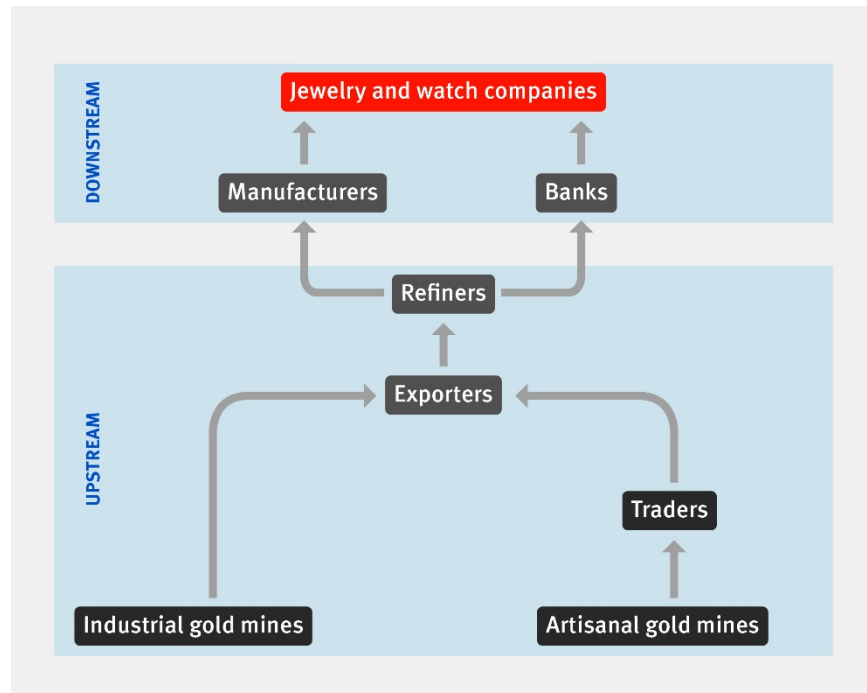 DOWNSTREAM
Jewelry and watch companies
Manufacturers
Banks
UPSTREAM
Refiners
Exporters
Traders
Industrial gold mines
Artisanal gold mines